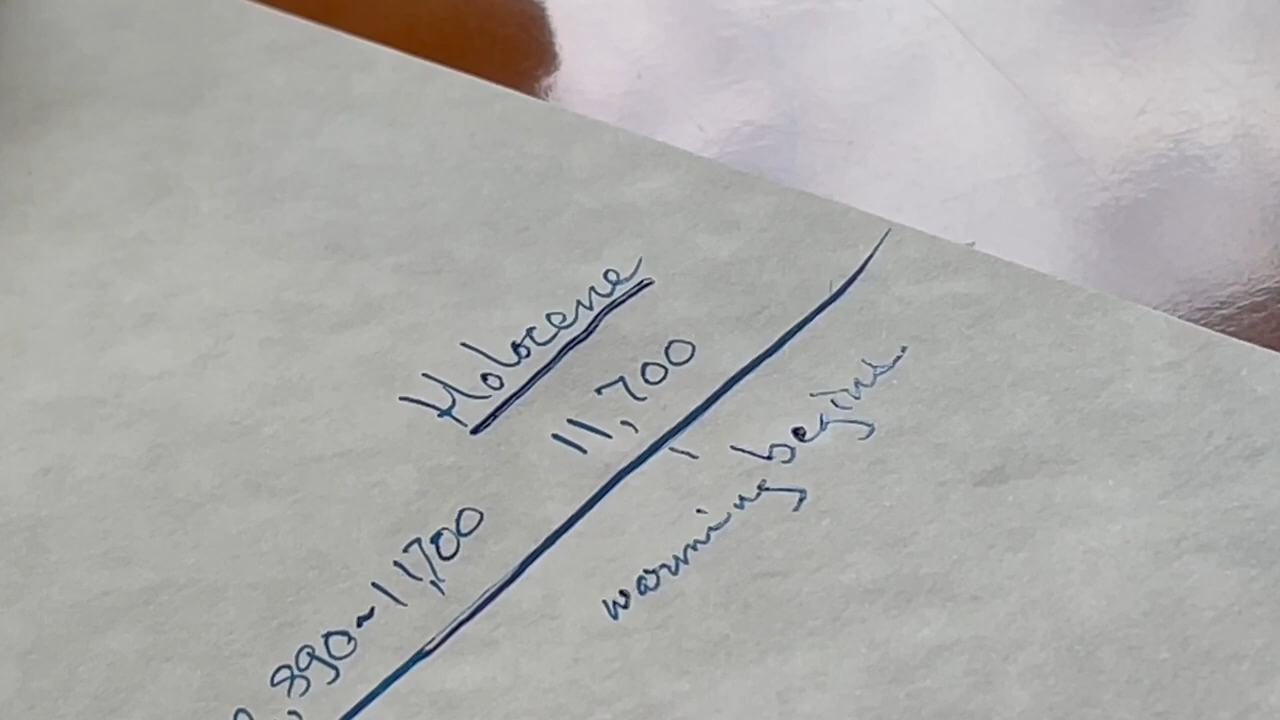 Holocene
11,700
,890-11,700
warming begins.